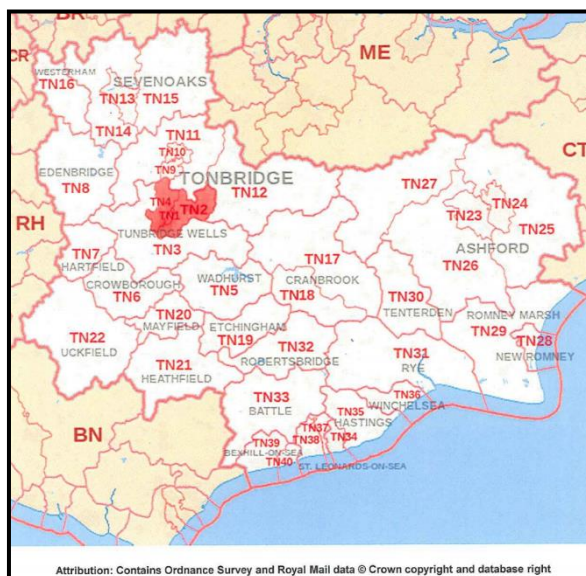 BR
CR
ME
CT
RH
BN
WESTERHAM
TN16
SEVENOAKS
TN13
TN15
TN14
TN11
TN10
TN9
EDENBRIDGE
TN8
TONBRIDGE
TN12
TN4
TN1
TN2
TUNBRIDGE WELLS
TN3
TN27
TN24
TN23
TN25
ASHFORD
TN26
TN7
HARTFIELD
CROWBOROUGH
TN6
WADHURST
TN5
TN17
CRANBROOK
TN18
TN30
TENTERDEN
ROMNEY MARSH
TN29
TN28
NEW ROMNEY
TN22
UCKFIELD
TN20
MAYFIELD
ETCHINGHAM
TN19
TN32
ROBERTSBRIDGE
TN21
HEATHFIELD
TN31
RYE
TN33
BATTLE
TN36
WINCHELSEA
TN35
HASTINGS
TN37
TN38
TN34
TN39
BEXHILL-ON-SEA
TN40
ST. LEONARDS-ON-SEA
Attribution: Contains Ordnance Survey and Royal Mail data © Crown copyright and database right